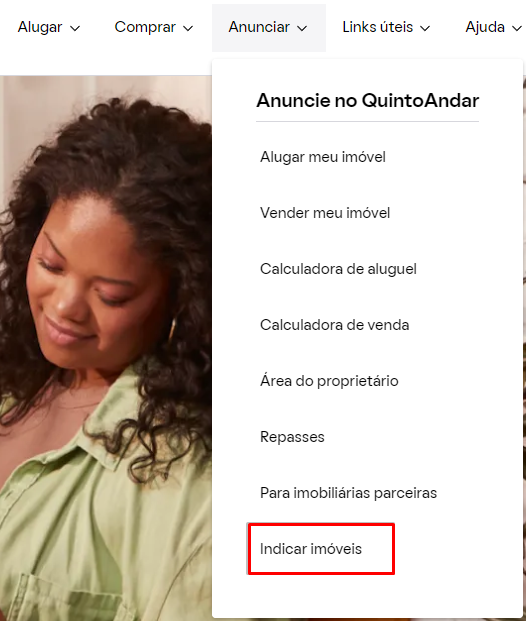 Alugar Comprar Anunciar Links úteis Ajuda
Anuncie no QuintoAndar
Alugar meu imóvel
Vender meu imóvel
Calculadora de aluguel
Calculadora de venda
Área do proprietário
Repasses
Para imobiliárias parceiras
Indicar imóveis